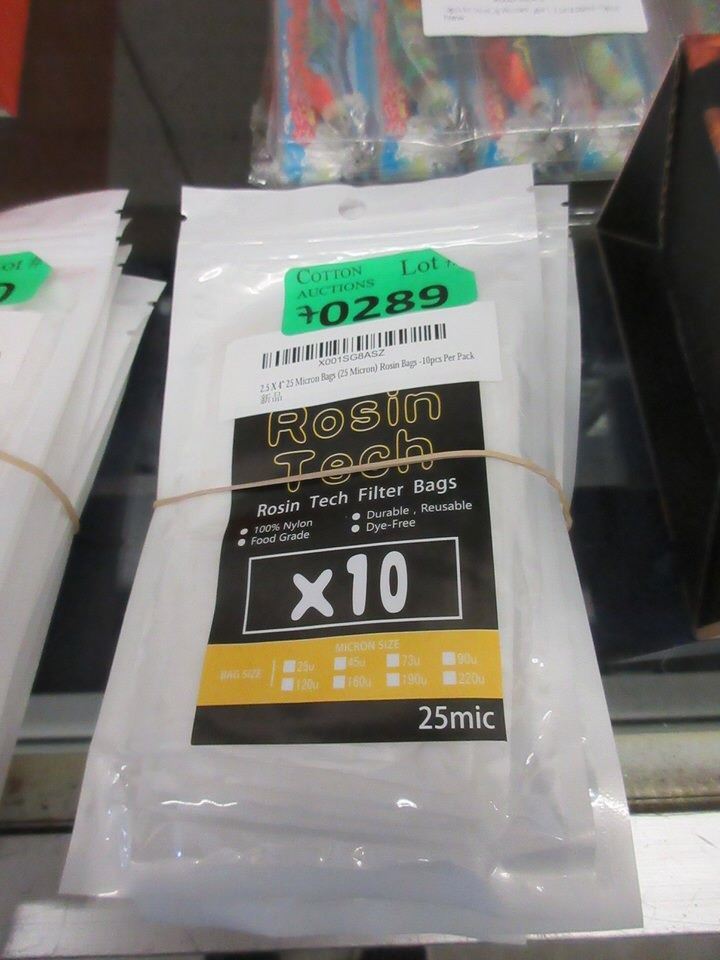 COTTON
AUCTIONS
Lot
70289
X001SG8ASZ
2.5 X 4" 25 Micron Bags (25 Micron) Rosin Bags -10pcs Per Pack
新品
Rosin
Tech
Rosin Tech Filter Bags
100% Nylon
Food Grade
Durable , Reusable
Dye-Free
x10
MICRON SIZE
BAG SIZE
25u 45u 73u 90u
120u 160u 190u 220u
25mic